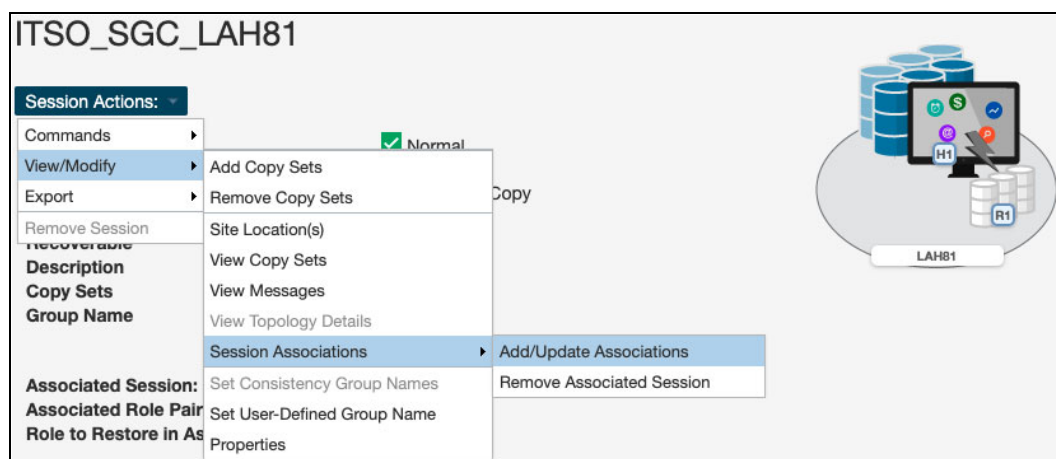 ITSO_SGC_LAH81
Session Actions:
Commands
View/Modify
Export
Remove Session
Normal
Add Copy Sets
Remove Copy Sets
Copy
Site Location(s)
View Copy Sets
View Messages
View Topology Details
Session Associations
Set Consistency Group Names
Set User-Defined Group Name
Properties
Add/Update Associations
Remove Associated Session
Recoverable
Description
Copy Sets
Group Name
Associated Session:
Associated Role Pair
Role to Restore in As
$
@
H1
R1
LAH81